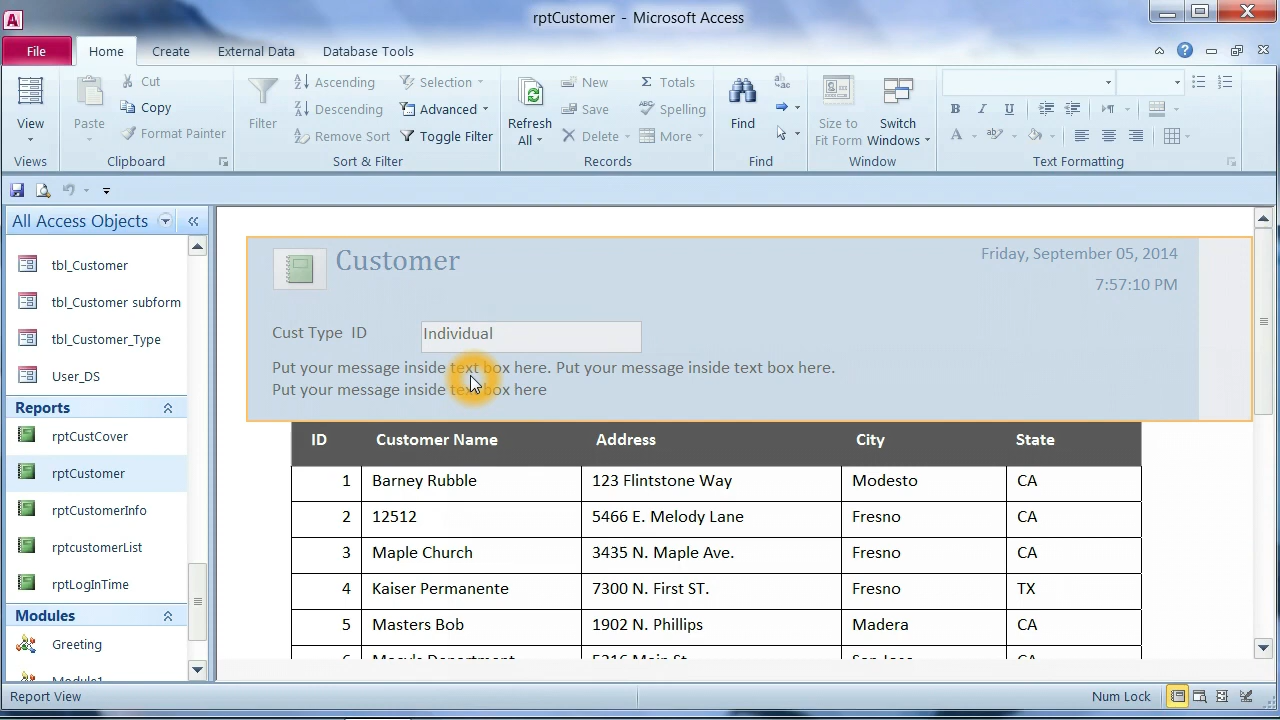 rptCustomer - Microsoft Access
File Home Create External Data Database Tools
View
Views
Paste
Cut
Copy
Format Painter
Clipboard
Filter
Ascending
Descending
Remove Sort
Selection
Advanced
Toggle Filter
Sort & Filter
Refresh
All
New
Save
Delete
Totals
Spelling
More
Records
Find
Find
Size to
Fit Form
Switch
Windows
Window
B I U
A
Text Formatting
All Access Objects
tbl_Customer
tbl_Customer subform
tbl_Customer_Type
User_DS
Reports
rptCustCover
rptCustomer
rptCustomerInfo
rptcustomerList
rptLogInTime
Modules
Greeting
Module1
Customer
Friday, September 05, 2014
7:57:10 PM
Cust Type ID Individual
Put your message inside text box here. Put your message inside text box here.
Put your message inside text box here
ID Customer Name Address City State
1 Barney Rubble 123 Flintstone Way Modesto CA
2 12512 5466 E. Melody Lane Fresno CA
3 Maple Church 3435 N. Maple Ave. Fresno CA
4 Kaiser Permanente 7300 N. First ST. Fresno TX
5 Masters Bob 1902 N. Phillips Madera CA
Report View Num Lock